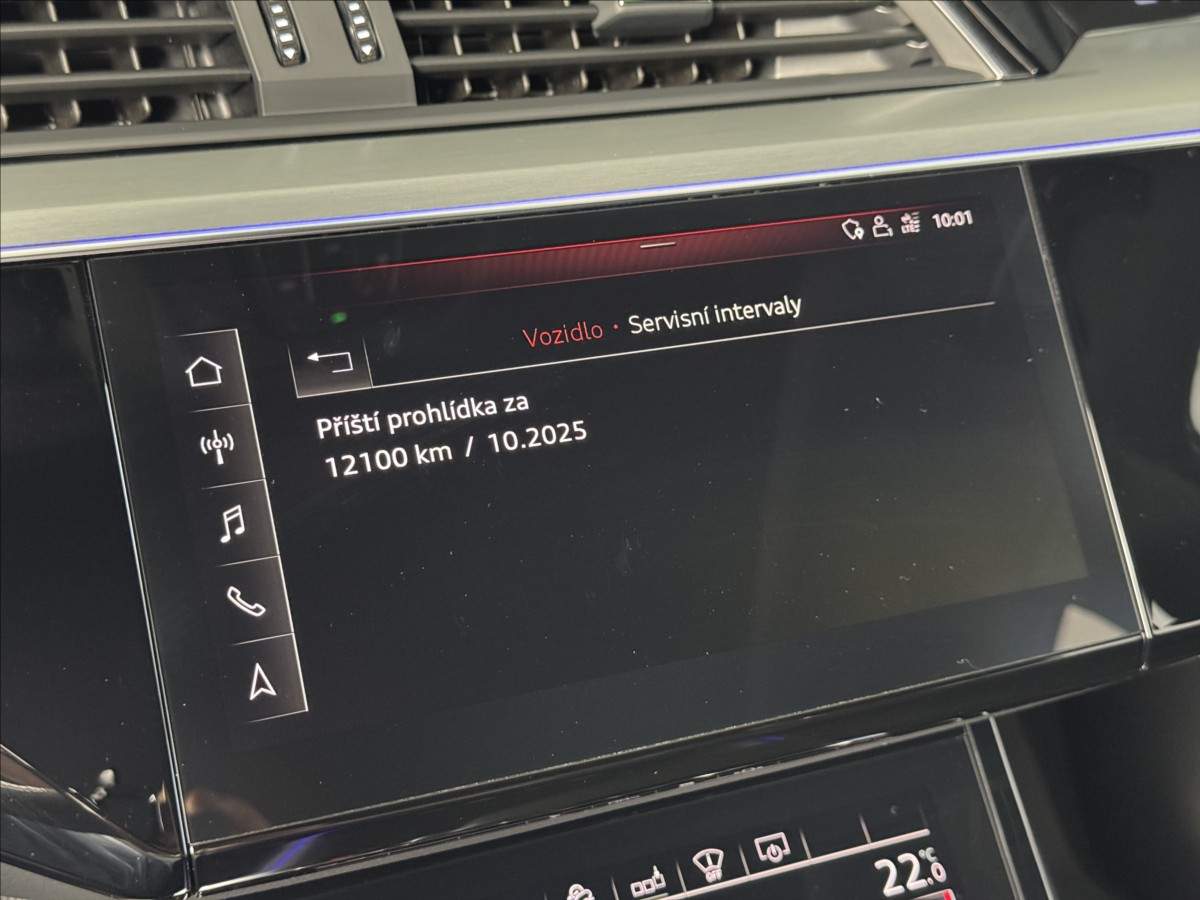 10:01
Vozidlo • Servisní intervaly
Příští prohlídka za
12100 km / 10.2025
22.0 °C